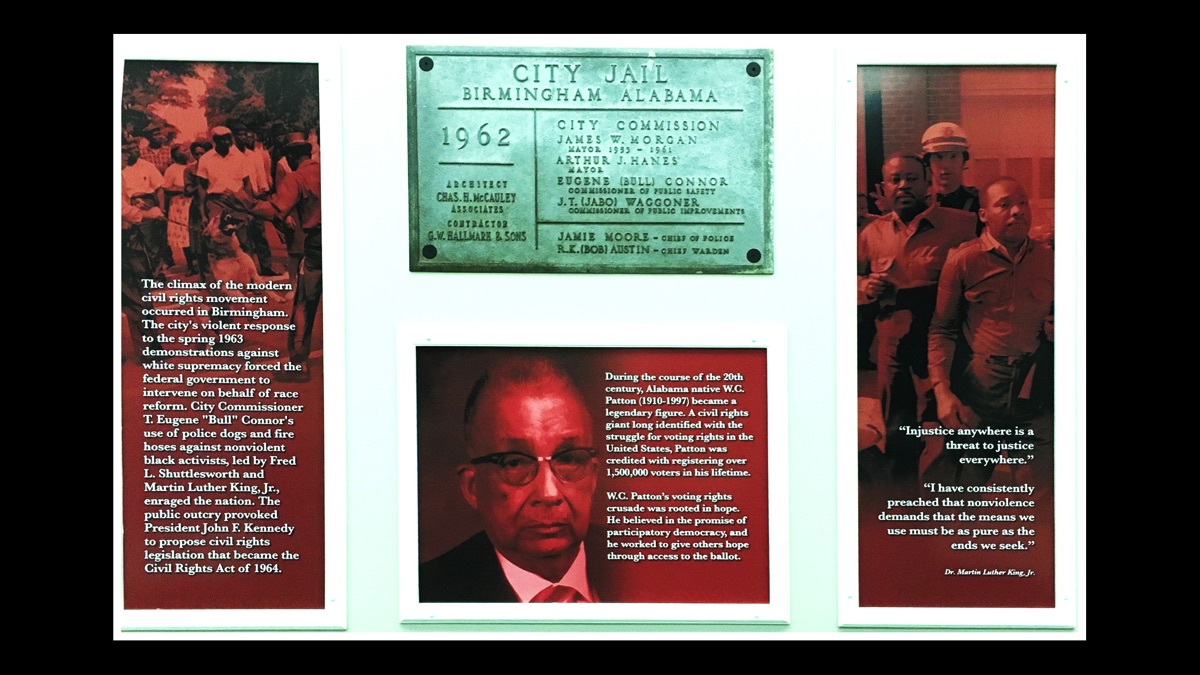 The climax of the modern
civil rights movement
occurred in Birmingham.
The city's violent response
to the spring 1963
demonstrations against
white supremacy forced the
federal government to
intervene on behalf of race
reform. City Commissioner
T. Eugene "Bull" Connor's
use of police dogs and fire
hoses against nonviolent
black activists, led by Fred
L. Shuttlesworth and
Martin Luther King, Jr.,
enraged the nation. The
public outcry provoked
President John F. Kennedy
to propose civil rights
legislation that became the
Civil Rights Act of 1964.
CITY JAIL
BIRMINGHAM ALABAMA
1962
ARCHITECT
CHAS. H. McCAULEY
ASSOCIATES
CONTRACTOR
G.W. HALLMARK & SONS
CITY COMMISSION
JAMES W. MORGAN
MAYOR 1953 - 1961
ARTHUR J. HANES
MAYOR
EUGENE (BULL) CONNOR
COMMISSIONER OF PUBLIC SAFETY
J.T. (JABO) WAGGONER
COMMISSIONER OF PUBLIC IMPROVEMENTS
JAMIE MOORE - CHIEF OF POLICE
R.K. (BOB) AUSTIN - CHIEF WARDEN
During the course of the 20th
century, Alabama native W.C.
Patton (1910-1997) became a
legendary figure. A civil rights
giant long identified with the
struggle for voting rights in the
United States, Patton was
credited with registering over
1,500,000 voters in his lifetime.
W.C. Patton's voting rights
crusade was rooted in hope.
He believed in the promise of
participatory democracy, and
he worked to give others hope
through access to the ballot.
“Injustice anywhere is a
threat to justice
everywhere.”
“I have consistently
preached that nonviolence
demands that the means we
use must be as pure as the
ends we seek.”
Dr. Martin Luther King, Jr.